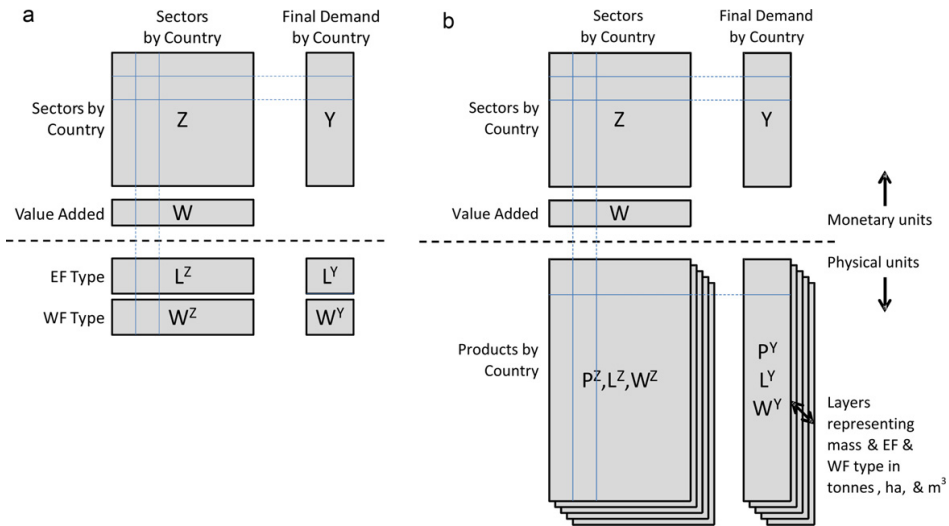 a
Sectors
by Country
Final Demand
by Country
Sectors by
Country
Z
Y
Value Added
W
EF Type
L^Z
L^Y
WF Type
W^Z
W^Y
b
Sectors
by Country
Final Demand
by Country
Sectors by
Country
Z
Y
Value Added
W
Monetary units
Physical units
Products by
Country
P^Z,L^Z,W^Z
P^Y
L^Y
W^Y
Layers
representing
mass & EF &
WF type in
tonnes, ha, & m³